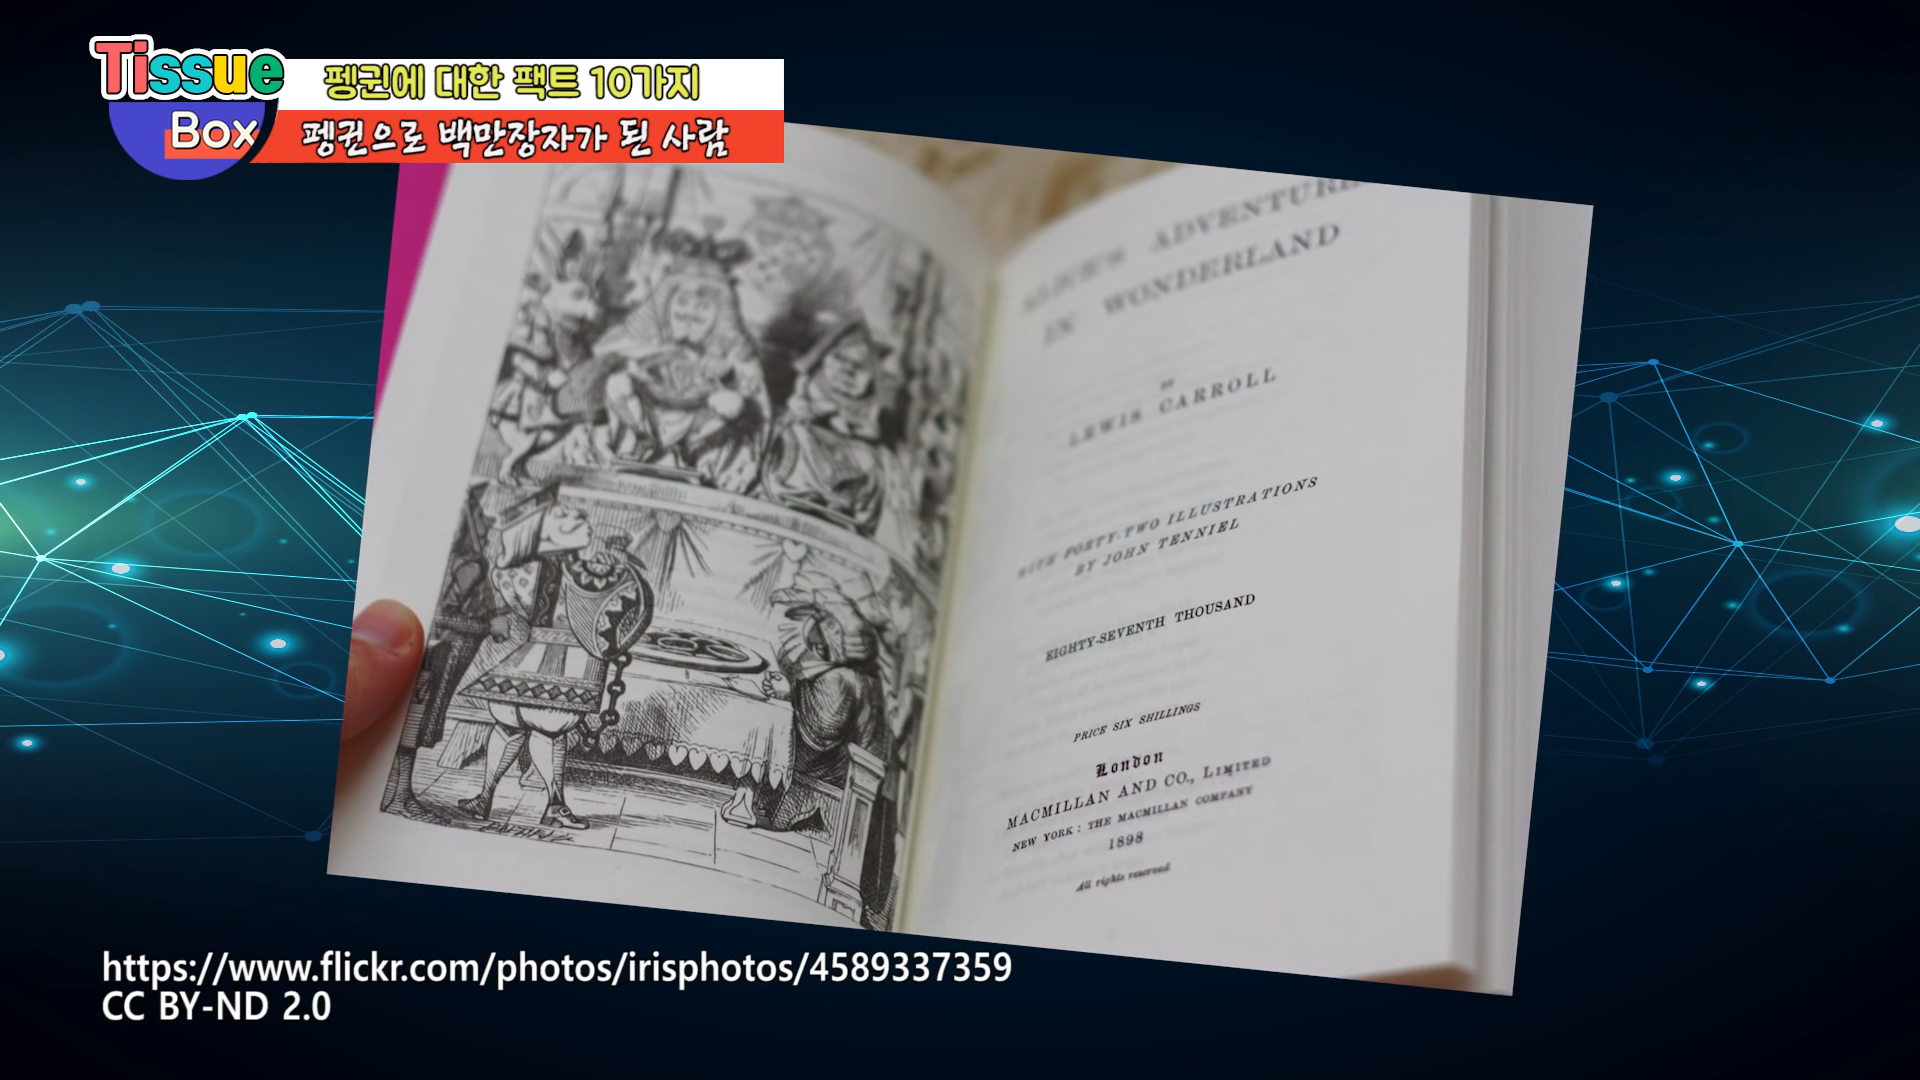 Tissue
Box
펭귄에 대한 팩트 10가지
펭귄으로 백만장자가 된 사람
ADVENTURES
IN WONDERLAND
BY
LEWIS CARROLL
WITH FORTY-TWO ILLUSTRATIONS
BY JOHN TENNIEL
EIGHTY-SEVENTH THOUSAND
PRICE SIX SHILLINGS
London
MACMILLAN AND CO., LIMITED
NEW YORK : THE MACMILLAN COMPANY
1898
All rights reserved
https://www.flickr.com/photos/irisphotos/4589337359
CC BY-ND 2.0